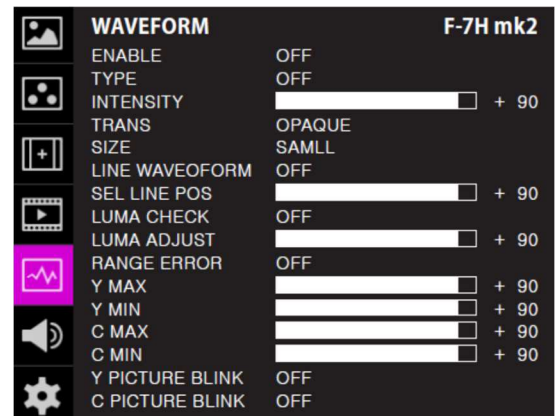 WAVEFORM F-7H mk2
ENABLE OFF
TYPE OFF
INTENSITY + 90
TRANS OPAQUE
SIZE SAMLL
LINE WAVEOFORM OFF
SEL LINE POS + 90
LUMA CHECK OFF
LUMA ADJUST + 90
RANGE ERROR OFF
Y MAX + 90
Y MIN + 90
C MAX + 90
C MIN + 90
Y PICTURE BLINK OFF
C PICTURE BLINK OFF